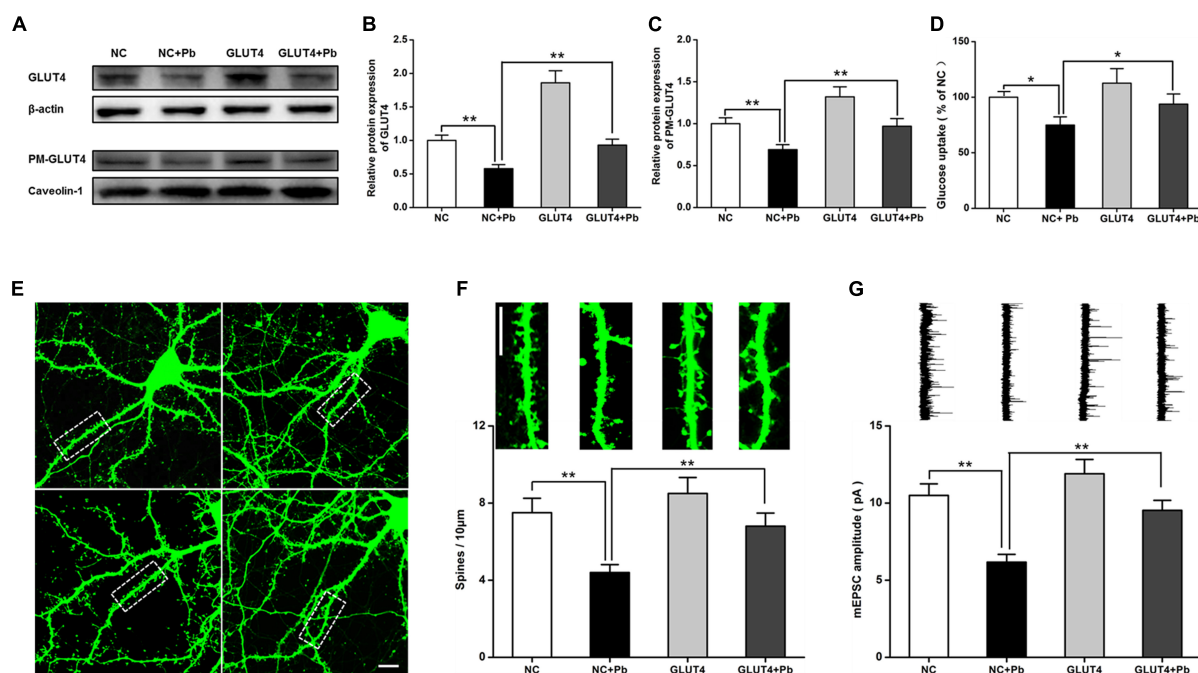 A
NC NC+Pb GLUT4 GLUT4+Pb
GLUT4
β-actin
PM-GLUT4
Caveolin-1
B
Relative protein expression
of GLUT4
2.5
2.0
1.5
1.0
0.5
0.0
**
**
NC NC+Pb GLUT4 GLUT4+Pb
C
Relative protein expression
of PM-GLUT4
2.0
1.5
1.0
0.5
0.0
**
**
NC NC+Pb GLUT4 GLUT4+Pb
D
Glucose uptake ( % of NC )
150
100
50
0
*
*
NC NC+ Pb GLUT4 GLUT4+Pb
E
F
Spines / 10μm
12
8
4
0
**
**
NC NC+Pb GLUT4 GLUT4+Pb
G
mEPSC amplitude ( pA )
15
10
5
0
**
**
NC NC+Pb GLUT4 GLUT4+Pb